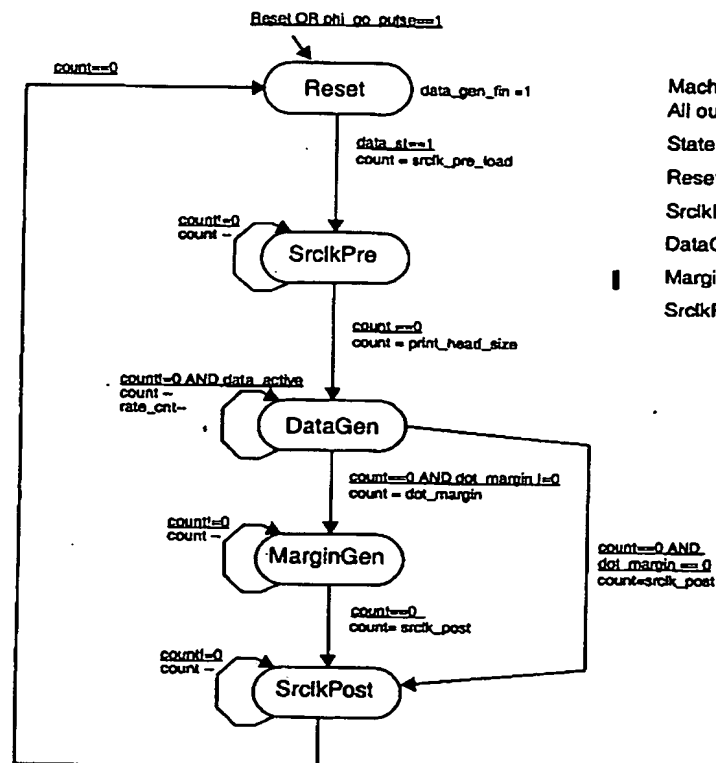 Reset OR phi_go_pulse==1
count==0
Reset
data_gen_fin =1
data_st==1
count = srclk_pre_load
count!=0
count --
SrclkPre
count ==0
count = print_head_size
count!=0 AND data_active
count --
rate_cnt--
DataGen
count==0 AND dot_margin !=0
count = dot_margin
count!=0
count --
MarginGen
count==0 AND
dot_margin == 0
count=srclk_post
count==0
count= srclk_post
count!=0
count --
SrclkPost
Mach
All ou
State
Reset
Srclk
DataG
Margi
SrclkP